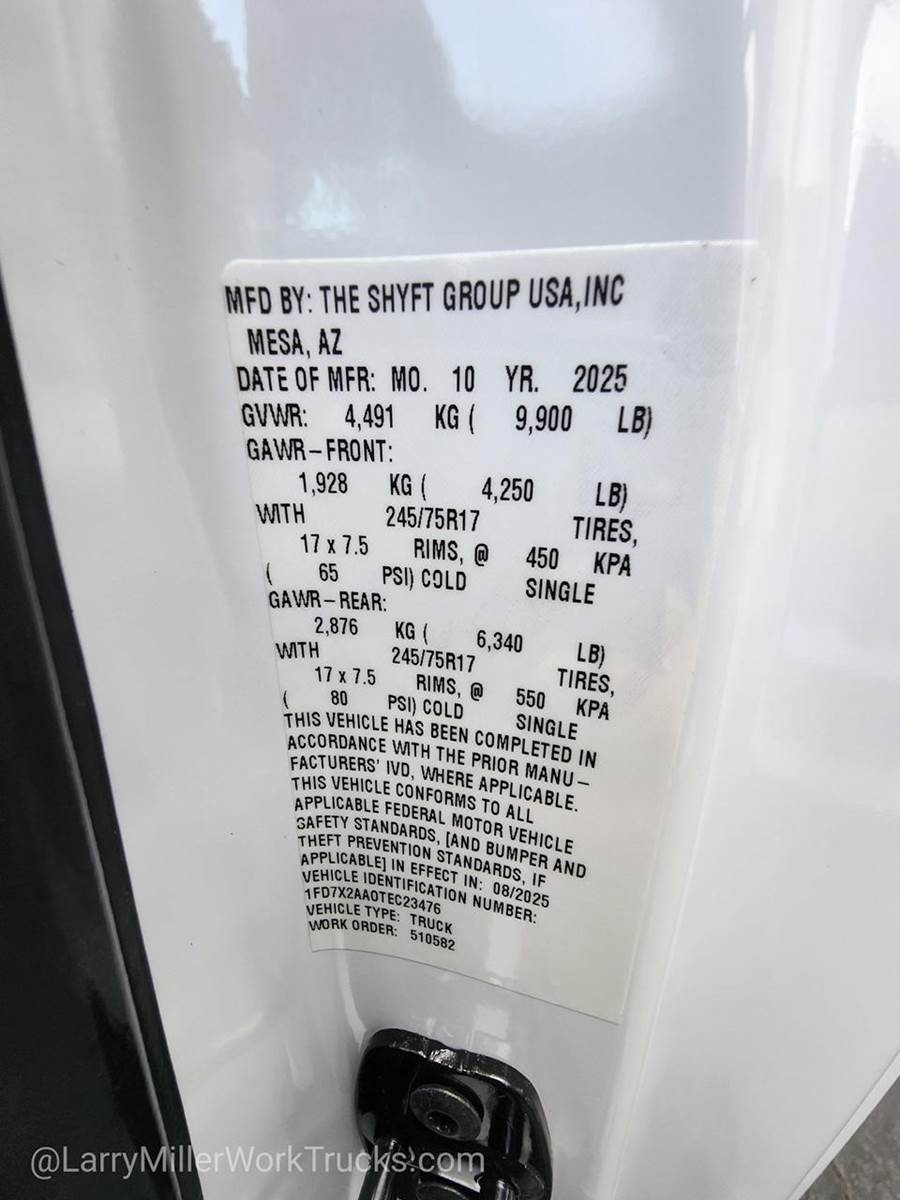 MFD BY: THE SHYFT GROUP USA,INC
MESA, AZ
DATE OF MFR: MO. 10 YR. 2025
GVWR: 4,491 KG ( 9,900 LB)
GAWR-FRONT:
1,928 KG ( 4,250 LB)
WITH 245/75R17 TIRES,
17 x 7.5 RIMS, @ 450 KPA
( 65 PSI) COLD SINGLE
GAWR-REAR:
2,876 KG ( 6,340 LB)
WITH 245/75R17 TIRES,
17 x 7.5 RIMS, @ 550 KPA
( 80 PSI) COLD SINGLE
THIS VEHICLE HAS BEEN COMPLETED IN
ACCORDANCE WITH THE PRIOR MANU-
FACTURERS' IVD, WHERE APPLICABLE.
THIS VEHICLE CONFORMS TO ALL
APPLICABLE FEDERAL MOTOR VEHICLE
SAFETY STANDARDS, [AND BUMPER AND
THEFT PREVENTION STANDARDS, IF
APPLICABLE] IN EFFECT IN: 08/2025
VEHICLE IDENTIFICATION NUMBER:
1FD7X2AA0TEC23476
VEHICLE TYPE: TRUCK
WORK ORDER: 510582
@LarryMillerWorkTrucks.com